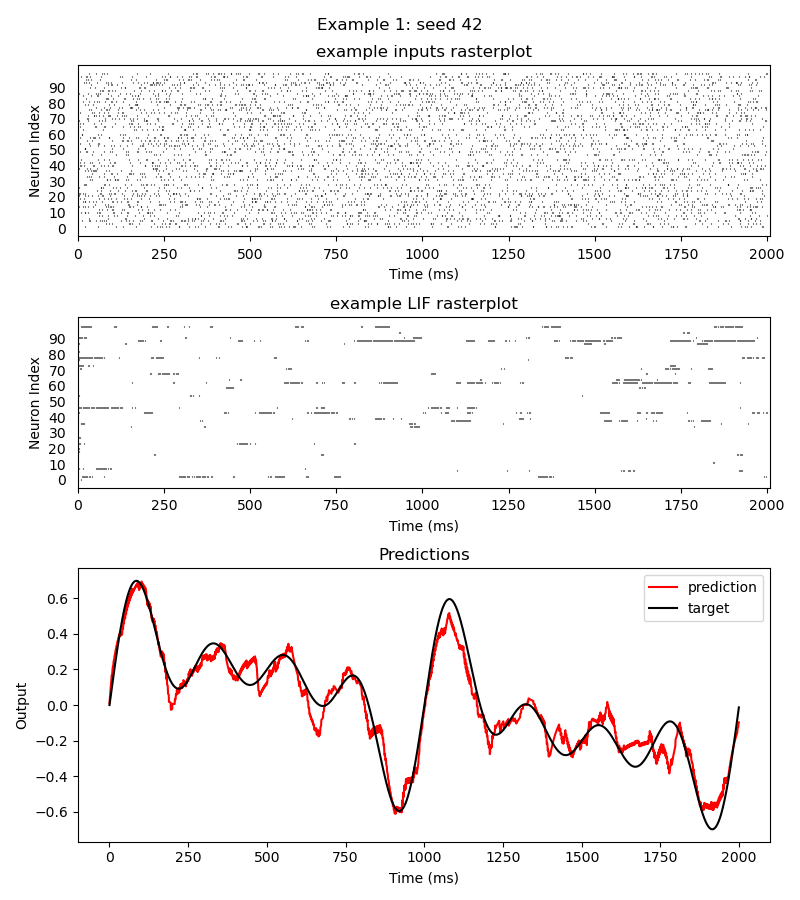 Example 1: seed 42
example inputs rasterplot
Neuron Index
90
80
70
60
50
40
30
20
10
0
0 250 500 750 1000 1250 1500 1750 2000
Time (ms)
example LIF rasterplot
Neuron Index
90
80
70
60
50
40
30
20
10
0
0 250 500 750 1000 1250 1500 1750 2000
Time (ms)
Predictions
Output
0.6
0.4
0.2
0.0
−0.2
−0.4
−0.6
prediction
target
0 250 500 750 1000 1250 1500 1750 2000
Time (ms)